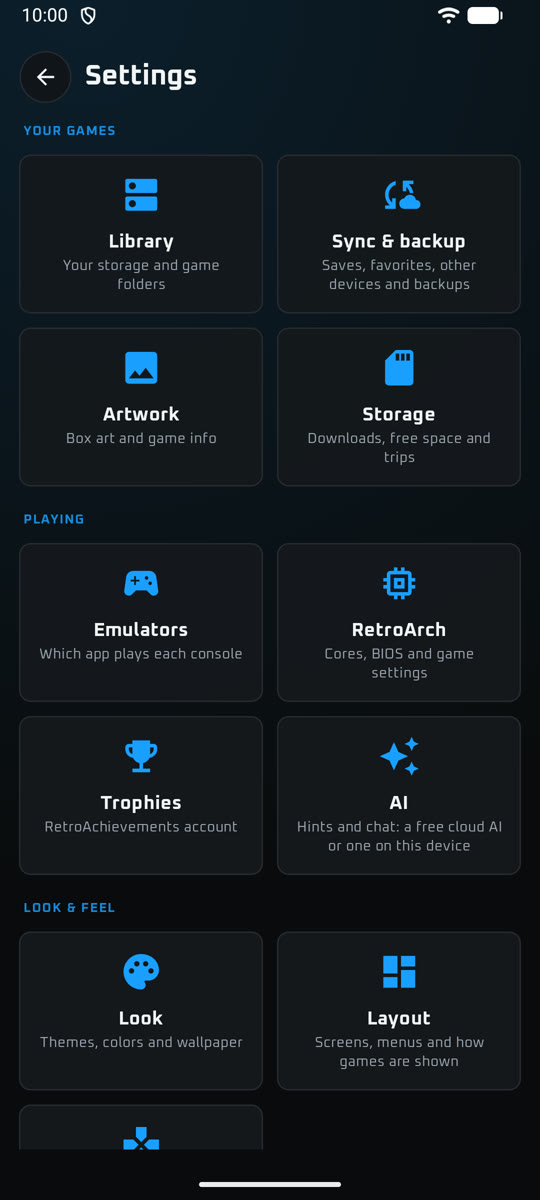 10:00
Settings
YOUR GAMES
Library
Your storage and game
folders
Sync & backup
Saves, favorites, other
devices and backups
Artwork
Box art and game info
Storage
Downloads, free space and
trips
PLAYING
Emulators
Which app plays each console
RetroArch
Cores, BIOS and game
settings
Trophies
RetroAchievements account
AI
Hints and chat: a free cloud AI
or one on this device
LOOK & FEEL
Look
Themes, colors and wallpaper
Layout
Screens, menus and how
games are shown